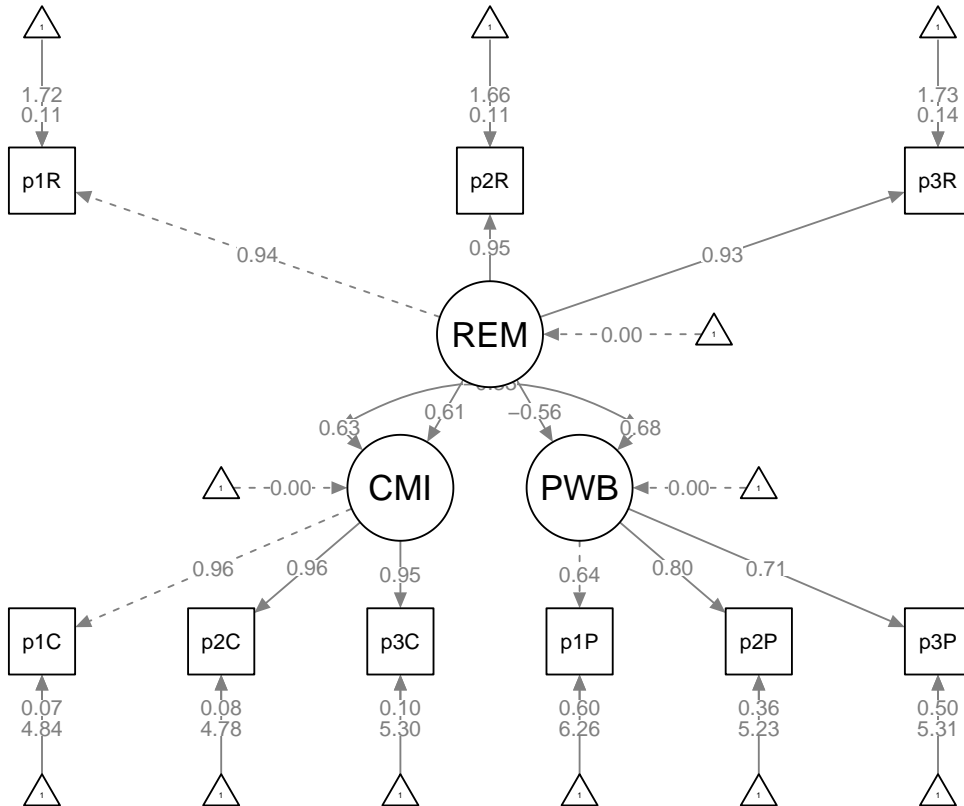 1 1 1
1.72 1.66 1.73
0.11 0.11 0.14
p1R p2R p3R
0.94 0.95 0.93
REM 0.00 1
0.63 0.61 −0.56 0.68
1 0.00 CMI PWB 0.00 1
0.96 0.96 0.95 0.64 0.80 0.71
p1C p2C p3C p1P p2P p3P
0.07 0.08 0.10 0.60 0.36 0.50
4.84 4.78 5.30 6.26 5.23 5.31
1 1 1 1 1 1